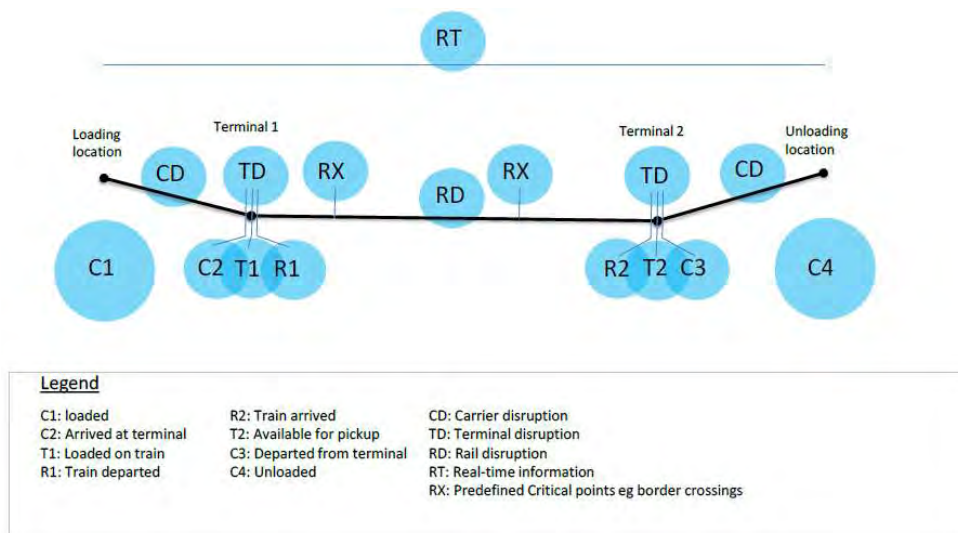 RT
Loading
location
Terminal 1
Terminal 2
Unloading
location
CD
TD
RX
RD
RX
TD
CD
C1
C2
T1
R1
R2
T2
C3
C4
Legend
C1: loaded
C2: Arrived at terminal
T1: Loaded on train
R1: Train departed
R2: Train arrived
T2: Available for pickup
C3: Departed from terminal
C4: Unloaded
CD: Carrier disruption
TD: Terminal disruption
RD: Rail disruption
RT: Real-time information
RX: Predefined Critical points eg border crossings